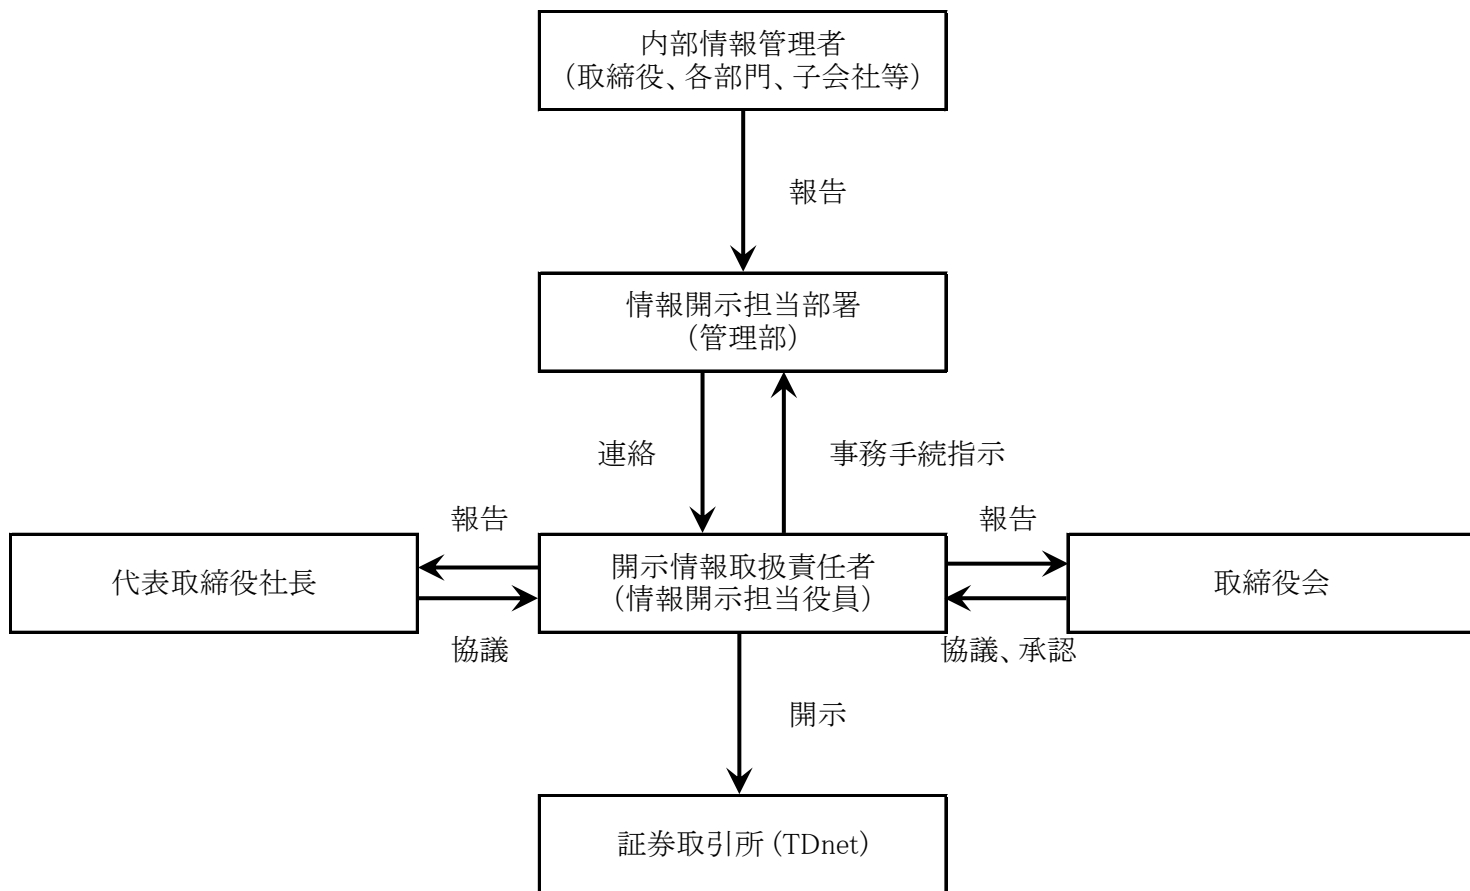 内部情報管理者
(取締役、各部門、子会社等)
報告
情報開示担当部署
(管理部)
連絡
事務手続指示
報告
報告
代表取締役社長
開示情報取扱責任者
(情報開示担当役員)
取締役会
協議
協議、承認
開示
証券取引所(TDnet)